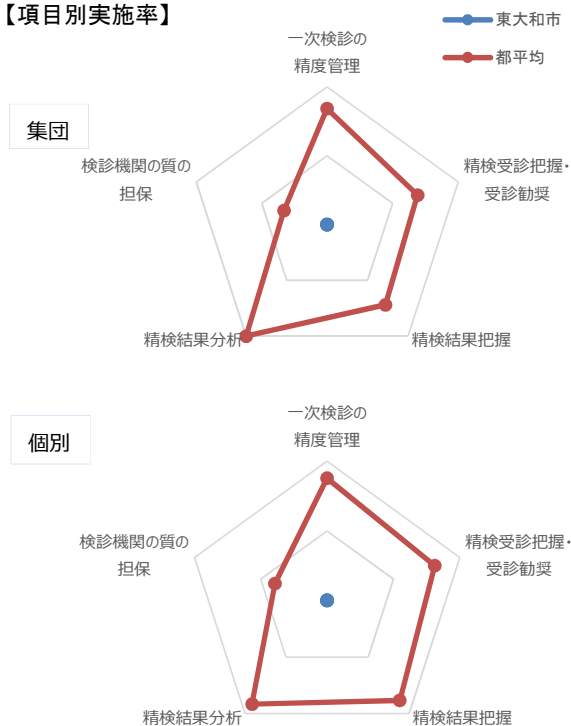 【項目別実施率】
東大和市
都平均
集団
一次検診の
精度管理
精検受診把握・
受診勧奨
精検結果把握
精検結果分析
検診機関の質の
担保
個別
一次検診の
精度管理
精検受診把握・
受診勧奨
精検結果把握
精検結果分析
検診機関の質の
担保